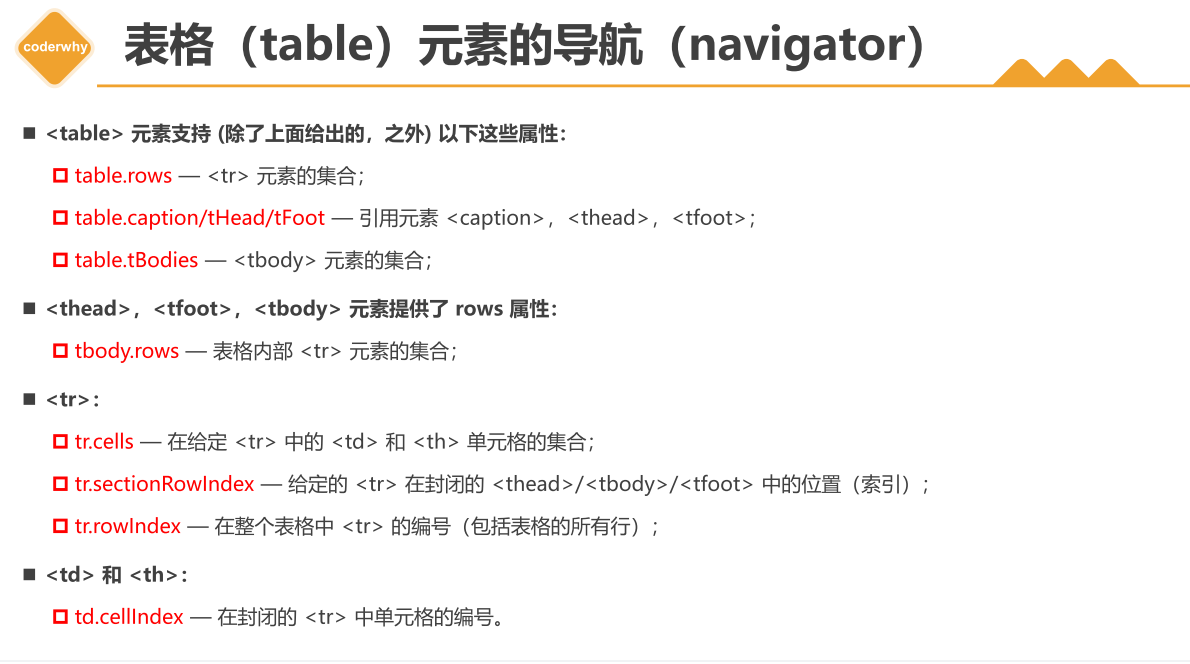 coderwhy
表格（table）元素的导航（navigator）
<table> 元素支持 (除了上面给出的，之外) 以下这些属性：
table.rows — <tr> 元素的集合；
table.caption/tHead/tFoot — 引用元素 <caption>，<thead>，<tfoot>；
table.tBodies — <tbody> 元素的集合；
<thead>，<tfoot>，<tbody> 元素提供了 rows 属性：
tbody.rows — 表格内部 <tr> 元素的集合；
<tr>：
tr.cells — 在给定 <tr> 中的 <td> 和 <th> 单元格的集合；
tr.sectionRowIndex — 给定的 <tr> 在封闭的 <thead>/<tbody>/<tfoot> 中的位置（索引）；
tr.rowIndex — 在整个表格中 <tr> 的编号（包括表格的所有行）；
<td> 和 <th>：
td.cellIndex — 在封闭的 <tr> 中单元格的编号。